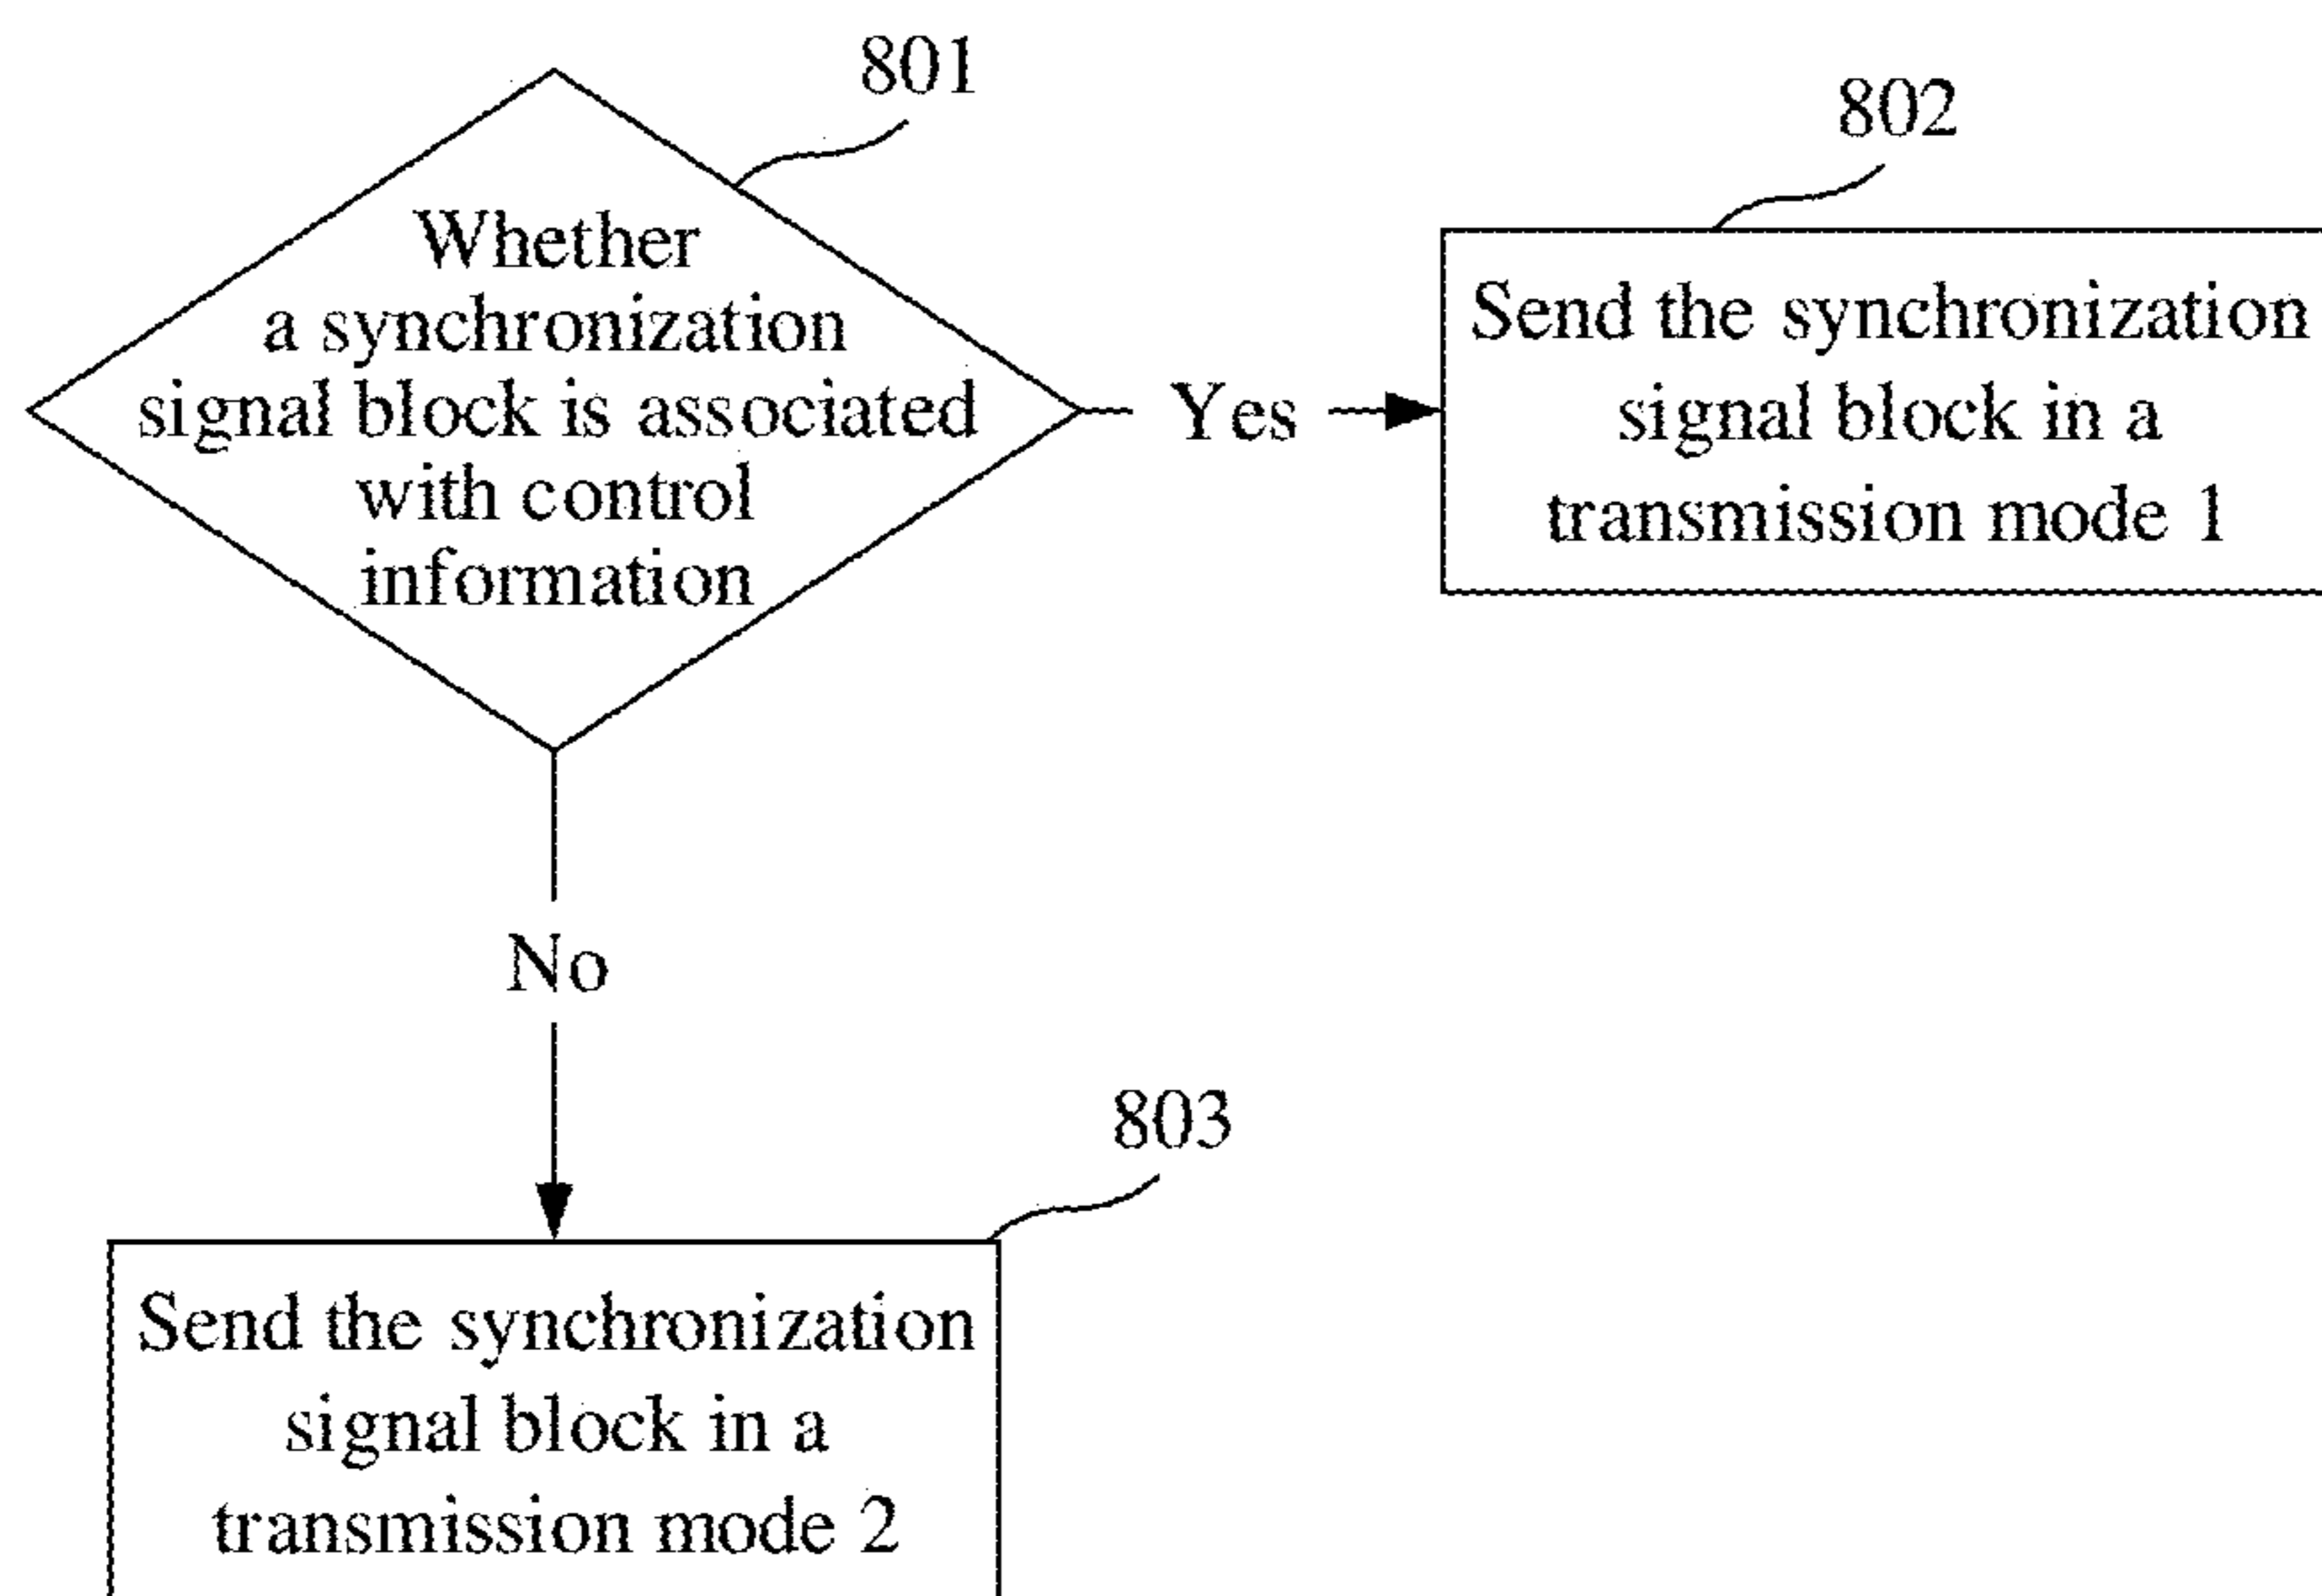 801
Whether
a synchronization
signal block is associated
with control
information
Yes
802
Send the synchronization
signal block in a
transmission mode 1
No
803
Send the synchronization
signal block in a
transmission mode 2